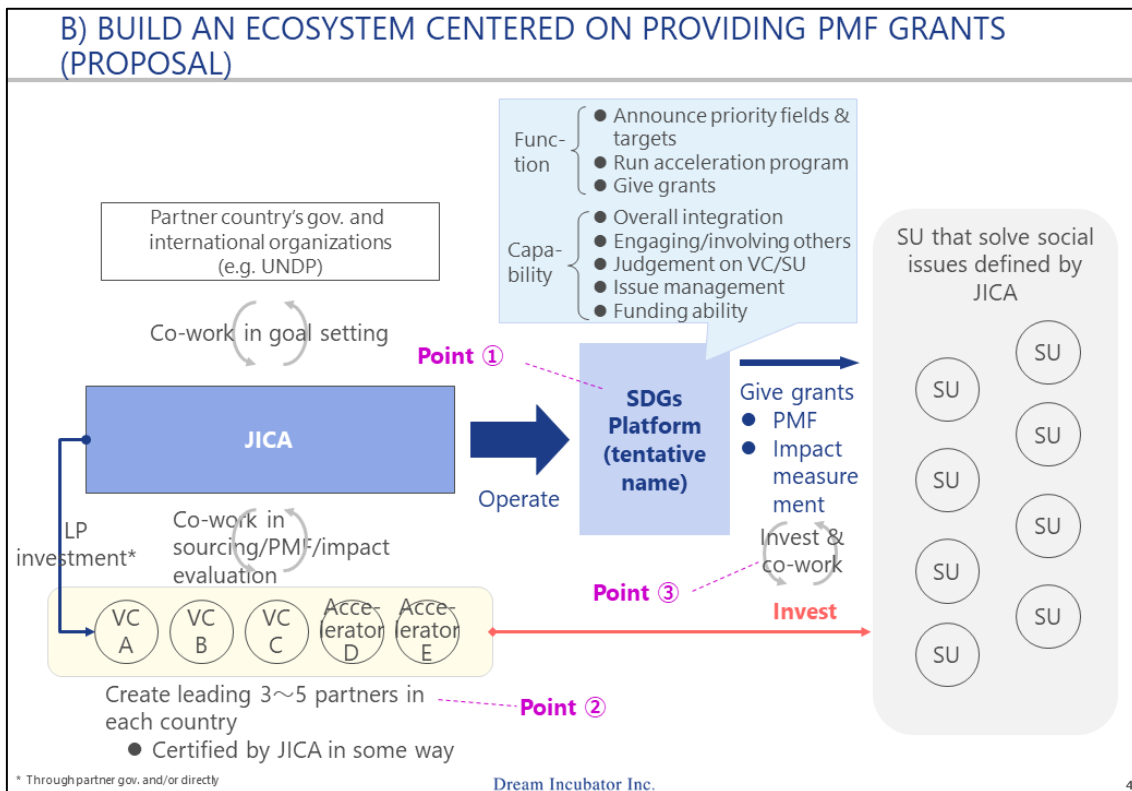 B) BUILD AN ECOSYSTEM CENTERED ON PROVIDING PMF GRANTS
(PROPOSAL)
Func-
tion
● Announce priority fields &
targets
● Run acceleration program
● Give grants
Capa-
bility
● Overall integration
● Engaging/involving others
● Judgement on VC/SU
● Issue management
● Funding ability
Partner country's gov. and
international organizations
(e.g. UNDP)
Co-work in goal setting
Point ①
JICA
Operate
SDGs
Platform
(tentative
name)
Give grants
● PMF
● Impact
measure
ment
SU that solve social
issues defined by
JICA
SU
SU
SU
SU
SU
SU
SU
SU
LP
investment*
Co-work in
sourcing/PMF/impact
evaluation
Invest &
co-work
Point ③
Invest
VC
A
VC
B
VC
C
Acce-
lerator
D
Acce-
lerator
E
Create leading 3～5 partners in
each country
● Certified by JICA in some way
Point ②
* Through partner gov. and/or directly
Dream Incubator Inc.
4